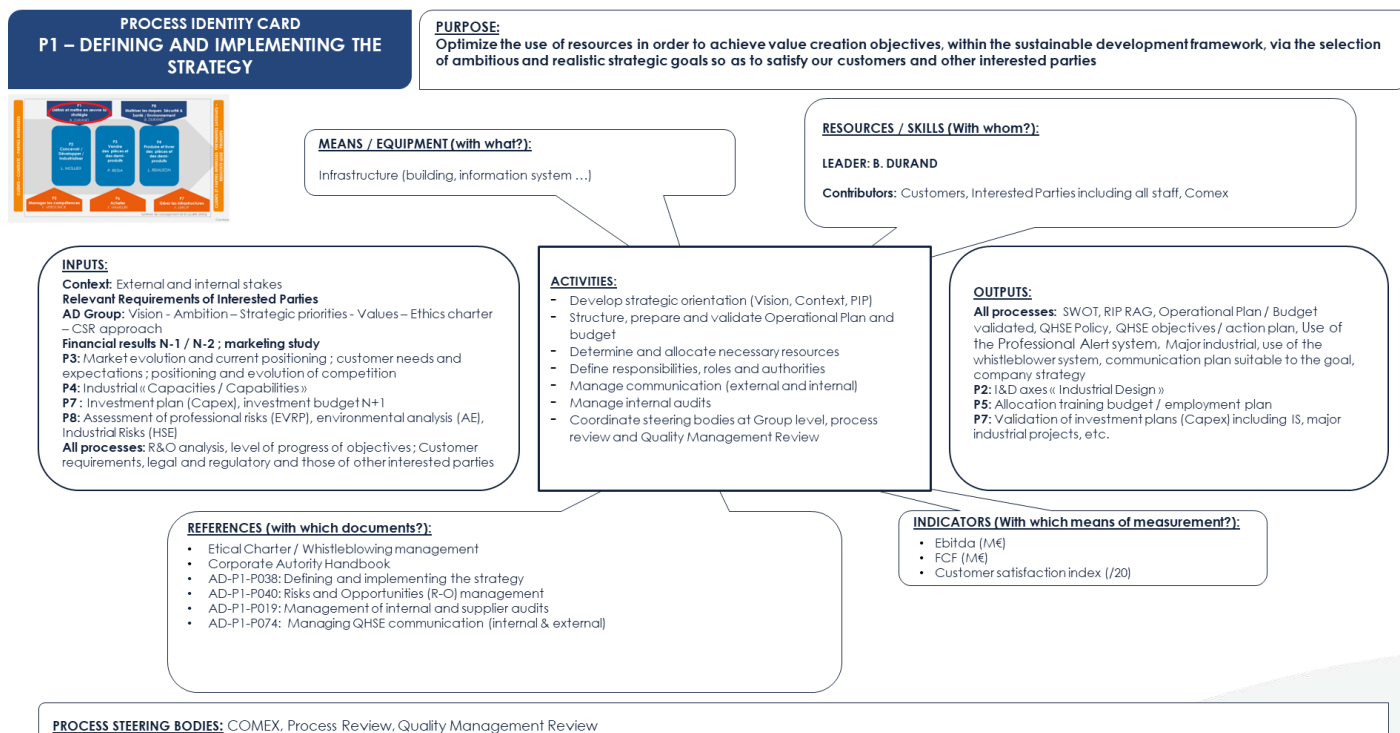 PROCESS IDENTITY CARD
P1 – DEFINING AND IMPLEMENTING THE
STRATEGY
PURPOSE:
Optimize the use of resources in order to achieve value creation objectives, within the sustainable development framework, via the selection
of ambitious and realistic strategic goals so as to satisfy our customers and other interested parties
MEANS / EQUIPMENT (with what?):
Infrastructure (building, information system …)
RESOURCES / SKILLS (With whom?):
LEADER: B. DURAND
Contributors: Customers, Interested Parties including all staff, Comex
INPUTS:
Context: External and internal stakes
Relevant Requirements of Interested Parties
AD Group: Vision - Ambition – Strategic priorities - Values – Ethics charter
– CSR approach
Financial results N-1 / N-2 ; marketing study
P3: Market evolution and current positioning ; customer needs and
expectations ; positioning and evolution of competition
P4: Industrial « Capacities / Capabilities »
P7 : Investment plan (Capex), investment budget N+1
P8: Assessment of professional risks (EVRP), environmental analysis (AE),
Industrial Risks (HSE)
All processes: R&O analysis, level of progress of objectives ; Customer
requirements, legal and regulatory and those of other interested parties
ACTIVITIES:
- Develop strategic orientation (Vision, Context, PIP)
- Structure, prepare and validate Operational Plan and
budget
- Determine and allocate necessary resources
- Define responsibilities, roles and authorities
- Manage communication (external and internal)
- Manage internal audits
- Coordinate steering bodies at Group level, process
review and Quality Management Review
OUTPUTS:
All processes: SWOT, RIP RAG, Operational Plan / Budget
validated, QHSE Policy, QHSE objectives / action plan, Use of
the Professional Alert system, Major industrial, use of the
whistleblower system, communication plan suitable to the goal,
company strategy
P2: I&D axes « Industrial Design »
P5: Allocation training budget / employment plan
P7: Validation of investment plans (Capex) including IS, major
industrial projects, etc.
REFERENCES (with which documents?):
• Etical Charter / Whistleblowing management
• Corporate Autority Handbook
• AD-P1-P038: Defining and implementing the strategy
• AD-P1-P040: Risks and Opportunities (R-O) management
• AD-P1-P019: Management of internal and supplier audits
• AD-P1-P074: Managing QHSE communication (internal & external)
INDICATORS (With which means of measurement?):
• Ebitda (M€)
• FCF (M€)
• Customer satisfaction index (/20)
PROCESS STEERING BODIES: COMEX, Process Review, Quality Management Review